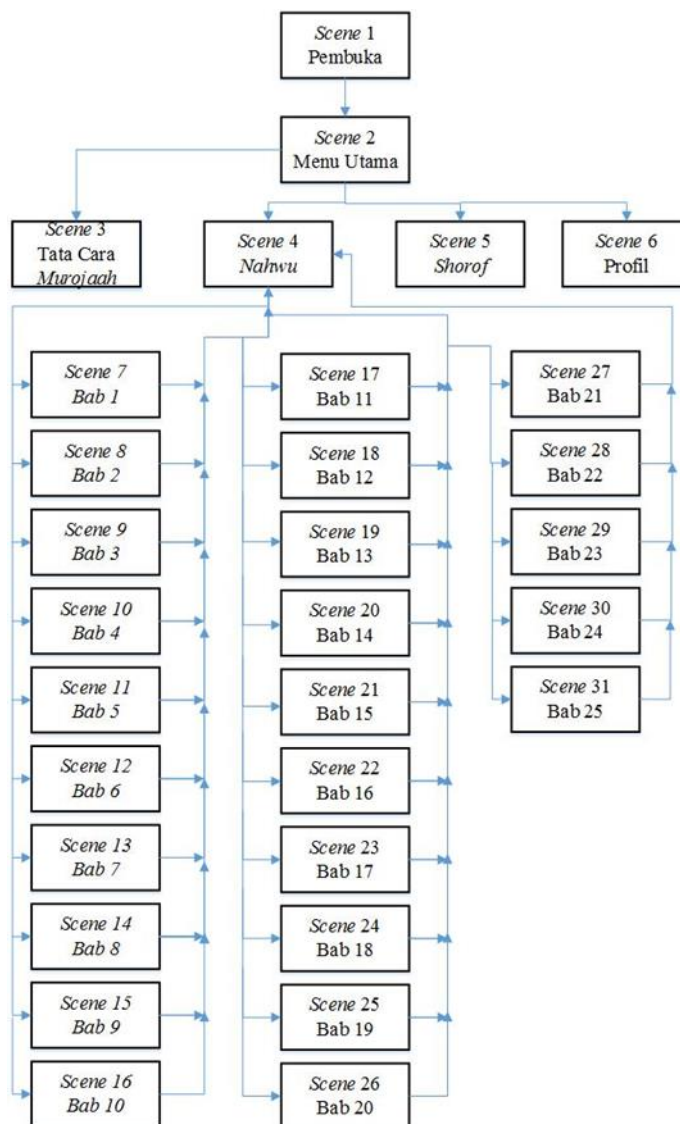 Scene 1
Pembuka
Scene 2
Menu Utama
Scene 3
Tata Cara
Murojaah
Scene 4
Nahwu
Scene 5
Shorof
Scene 6
Profil
Scene 7
Bab 1
Scene 8
Bab 2
Scene 9
Bab 3
Scene 10
Bab 4
Scene 11
Bab 5
Scene 12
Bab 6
Scene 13
Bab 7
Scene 14
Bab 8
Scene 15
Bab 9
Scene 16
Bab 10
Scene 17
Bab 11
Scene 18
Bab 12
Scene 19
Bab 13
Scene 20
Bab 14
Scene 21
Bab 15
Scene 22
Bab 16
Scene 23
Bab 17
Scene 24
Bab 18
Scene 25
Bab 19
Scene 26
Bab 20
Scene 27
Bab 21
Scene 28
Bab 22
Scene 29
Bab 23
Scene 30
Bab 24
Scene 31
Bab 25